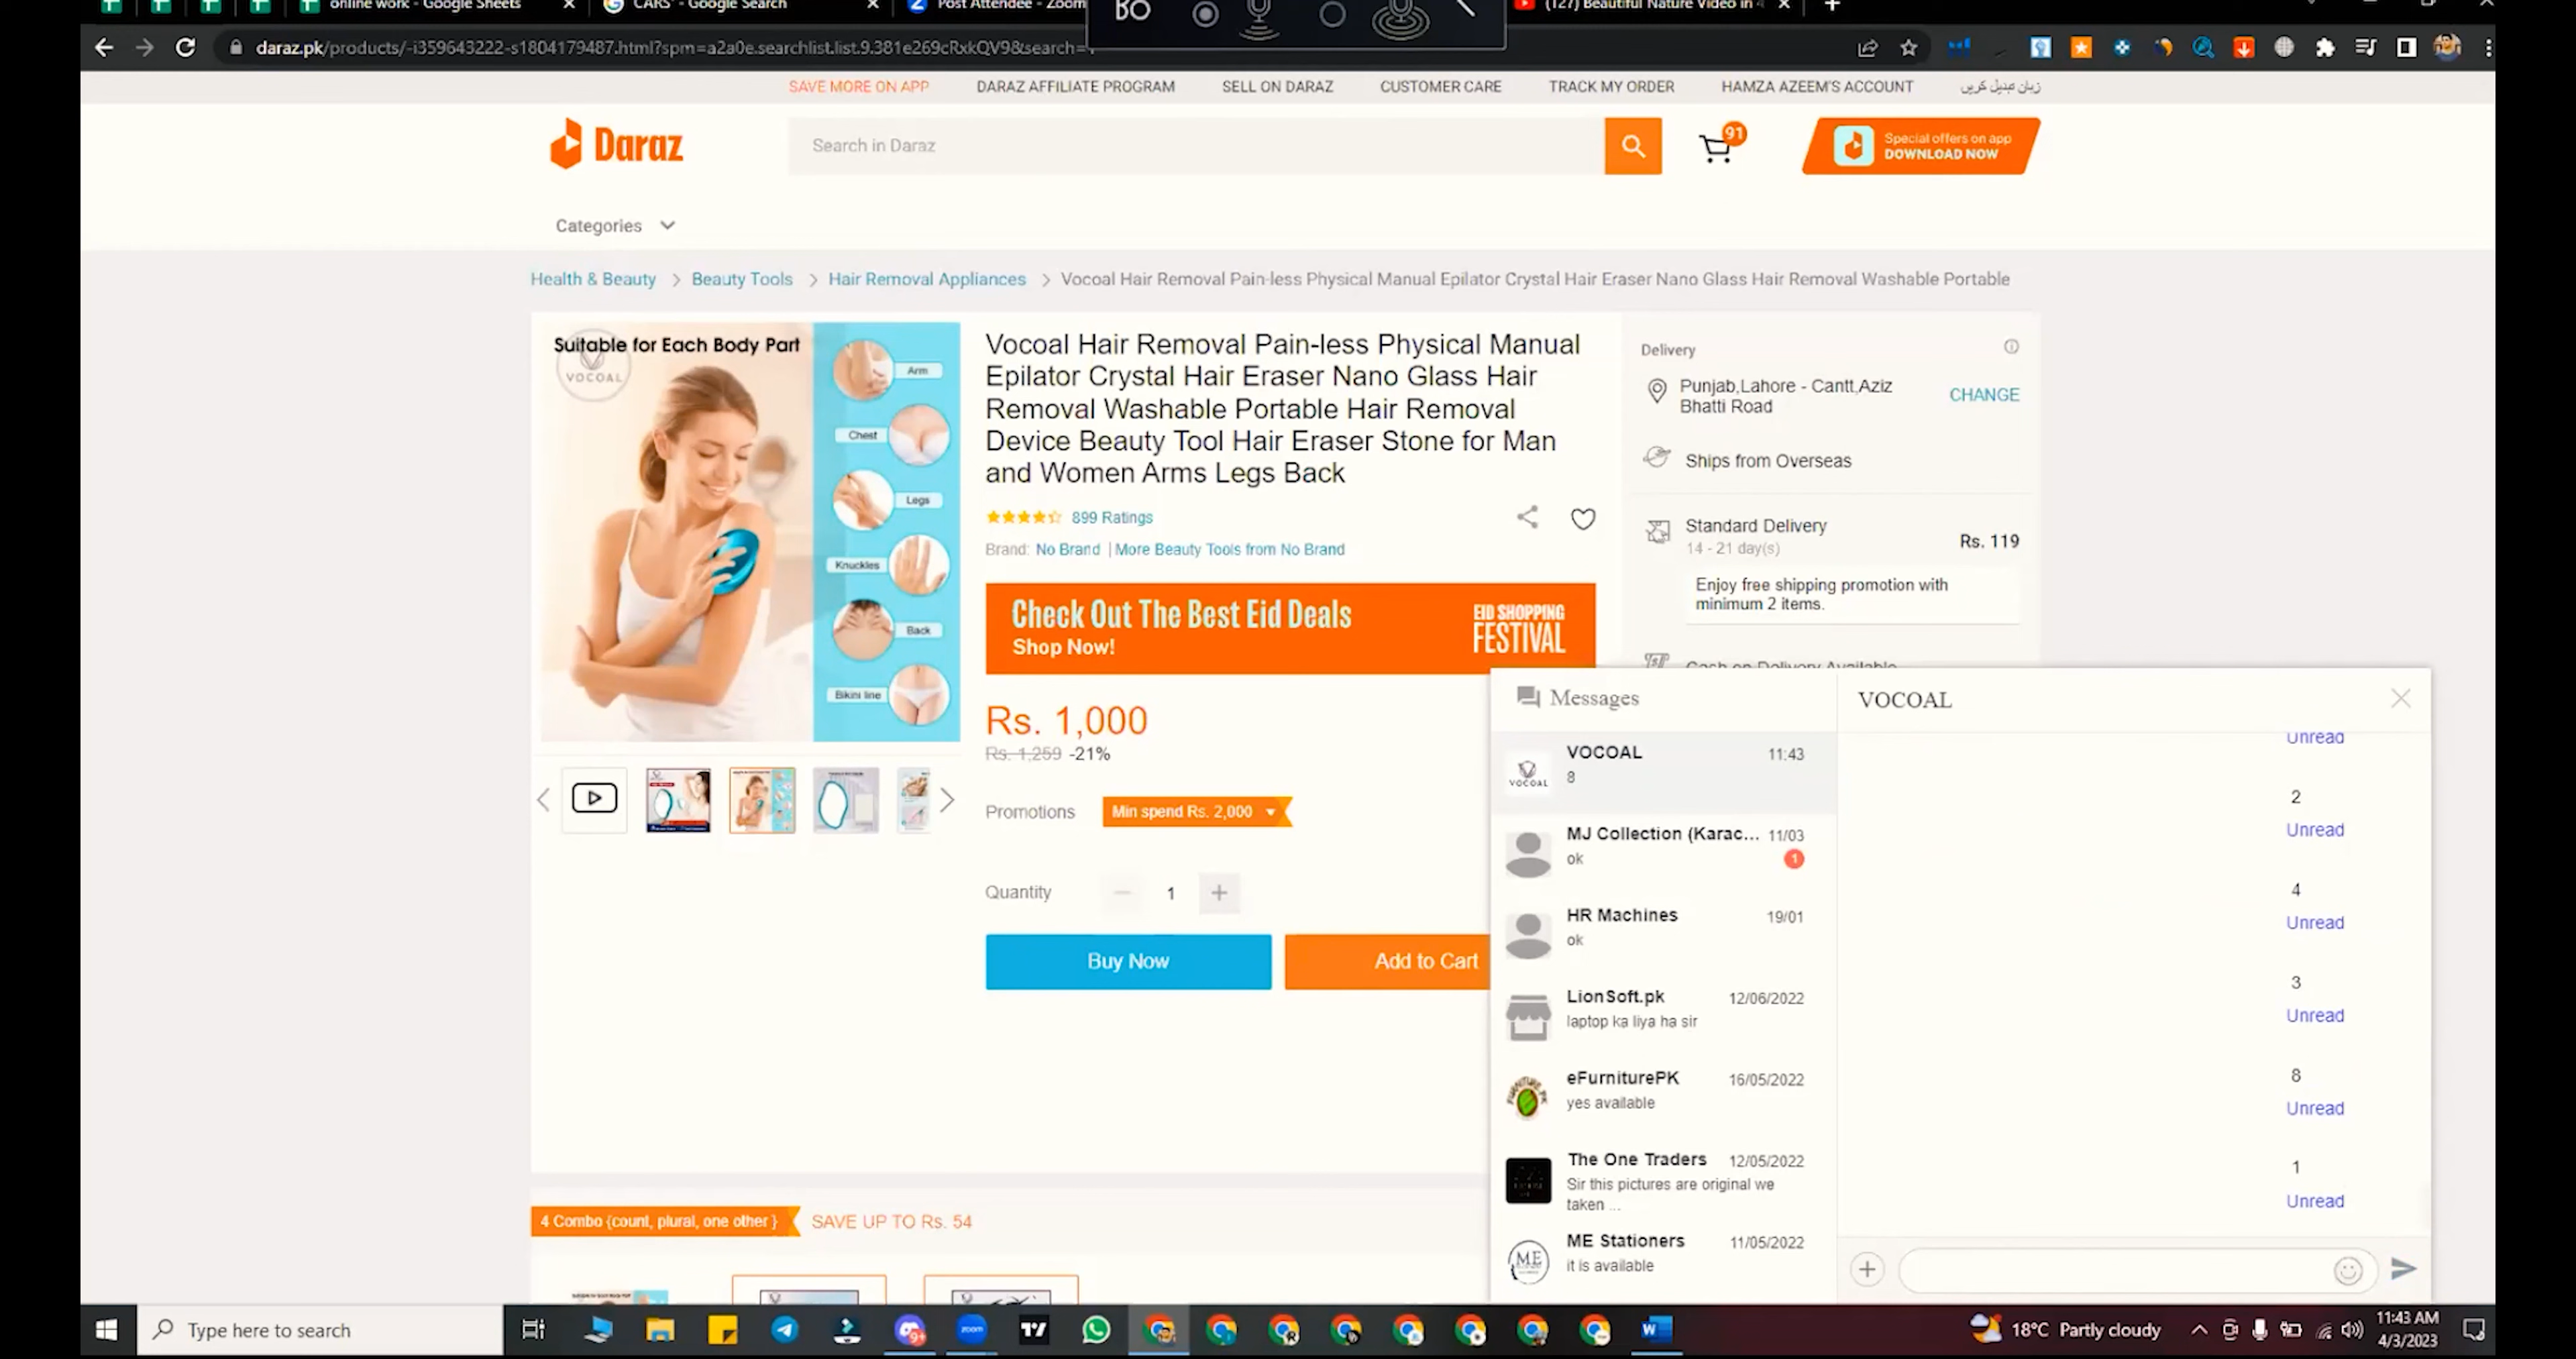 online work - Google Sheets
CARS' - Google Search
Post Attendee - Zoom
(127) Beautiful Nature Video in
daraz.pk/products/-i359643222-s1804179487.html?spm=a2a0e.searchlist.list.9.381e269cRxkQV9&search=
SAVE MORE ON APP
DARAZ AFFILIATE PROGRAM
SELL ON DARAZ
CUSTOMER CARE
TRACK MY ORDER
HAMZA AZEEM'S ACCOUNT
زبان تبدیل کریں
Daraz
Search in Daraz
91
Special offers on app
DOWNLOAD NOW
Categories
Health & Beauty > Beauty Tools > Hair Removal Appliances > Vocoal Hair Removal Pain-less Physical Manual Epilator Crystal Hair Eraser Nano Glass Hair Removal Washable Portable
Suitable for Each Body Part
VOCOAL
Arm
Chest
Legs
Knuckles
Back
Bikini line
Vocoal Hair Removal Pain-less Physical Manual
Epilator Crystal Hair Eraser Nano Glass Hair
Removal Washable Portable Hair Removal
Device Beauty Tool Hair Eraser Stone for Man
and Women Arms Legs Back
899 Ratings
Brand: No Brand | More Beauty Tools from No Brand
Check Out The Best Eid Deals
Shop Now!
EID SHOPPING
FESTIVAL
Rs. 1,000
Rs. 1,259 -21%
Promotions
Min spend Rs. 2,000
Quantity
1
Buy Now
Add to Cart
Delivery
Punjab,Lahore - Cantt,Aziz
Bhatti Road
CHANGE
Ships from Overseas
Standard Delivery
14 - 21 day(s)
Rs. 119
Enjoy free shipping promotion with
minimum 2 items.
Cash on Delivery Available
4 Combo {count, plural, one other }
SAVE UP TO Rs. 54
Messages
VOCOAL 11:43
8
VOCOAL
MJ Collection (Karac... 11/03
ok
1
HR Machines 19/01
ok
LionSoft.pk 12/06/2022
laptop ka liya ha sir
eFurniturePK 16/05/2022
yes available
The One Traders 12/05/2022
Sir this pictures are original we
taken ...
ME
ME Stationers 11/05/2022
it is available
VOCOAL
Unread
2
Unread
4
Unread
3
Unread
8
Unread
1
Unread
Type here to search
9+
zoom
18°C Partly cloudy
11:43 AM
4/3/2023